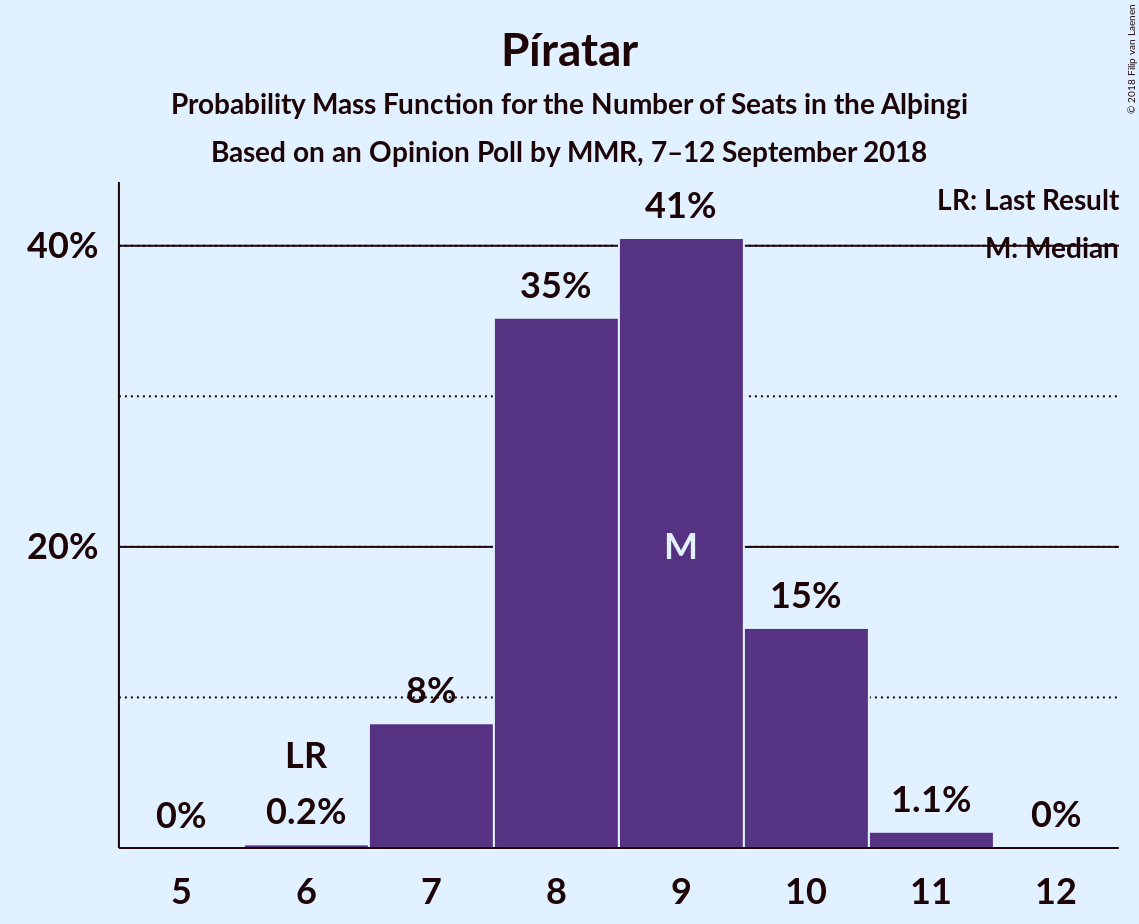 Píratar
Probability Mass Function for the Number of Seats in the Alþingi
Based on an Opinion Poll by MMR, 7–12 September 2018
© 2018 Filip van Laenen
LR: Last Result
M: Median
40%
20%
0%
LR
0.2%
8%
35%
41%
M
15%
1.1%
0%
5 6 7 8 9 10 11 12